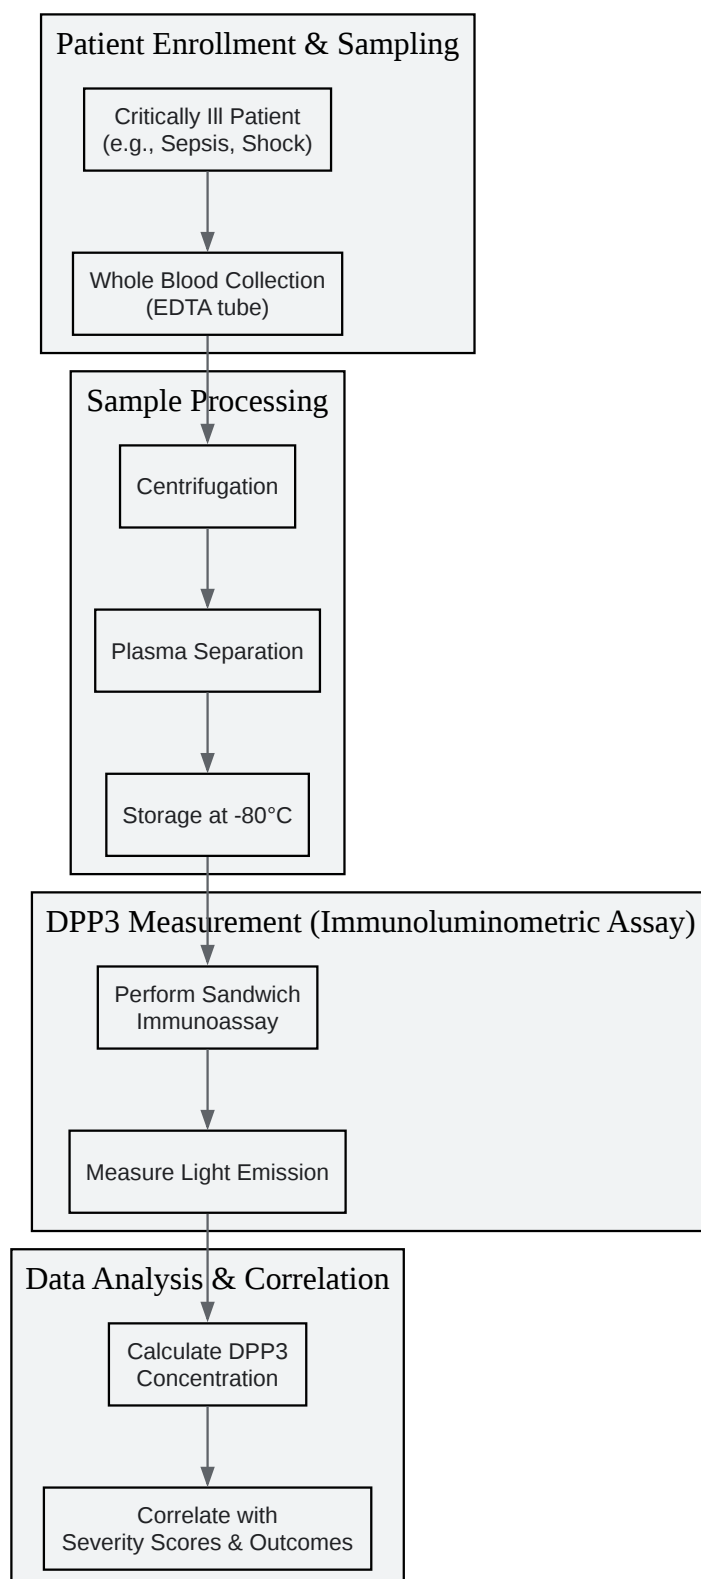 Patient Enrollment & Sampling
Critically Ill Patient
(e.g., Sepsis, Shock)
Whole Blood Collection
(EDTA tube)
Sample Processing
Centrifugation
Plasma Separation
Storage at -80°C
DPP3 Measurement (Immunoluminometric Assay)
Perform Sandwich
Immunoassay
Measure Light Emission
Data Analysis & Correlation
Calculate DPP3
Concentration
Correlate with
Severity Scores & Outcomes